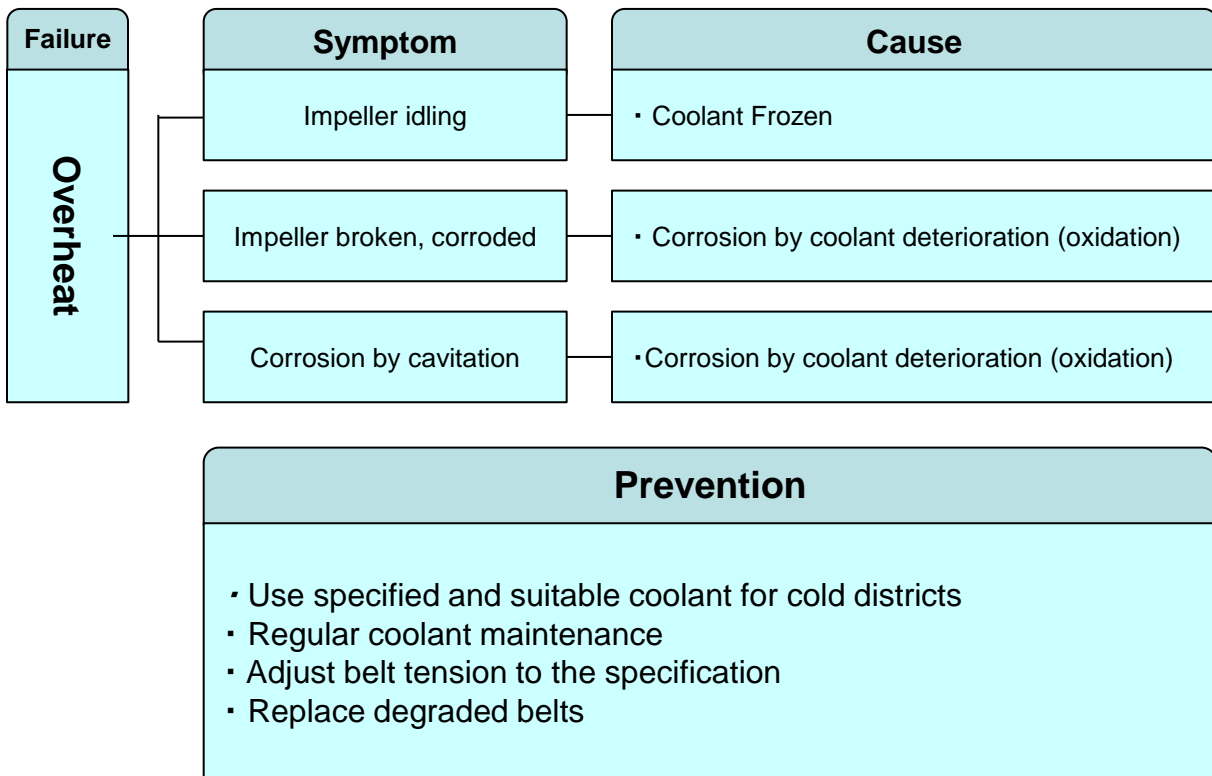 Failure
Symptom
Cause
Overheat
Impeller idling
・Coolant Frozen
Impeller broken, corroded
・Corrosion by coolant deterioration (oxidation)
Corrosion by cavitation
・Corrosion by coolant deterioration (oxidation)
Prevention
・Use specified and suitable coolant for cold districts
・Regular coolant maintenance
・Adjust belt tension to the specification
・Replace degraded belts